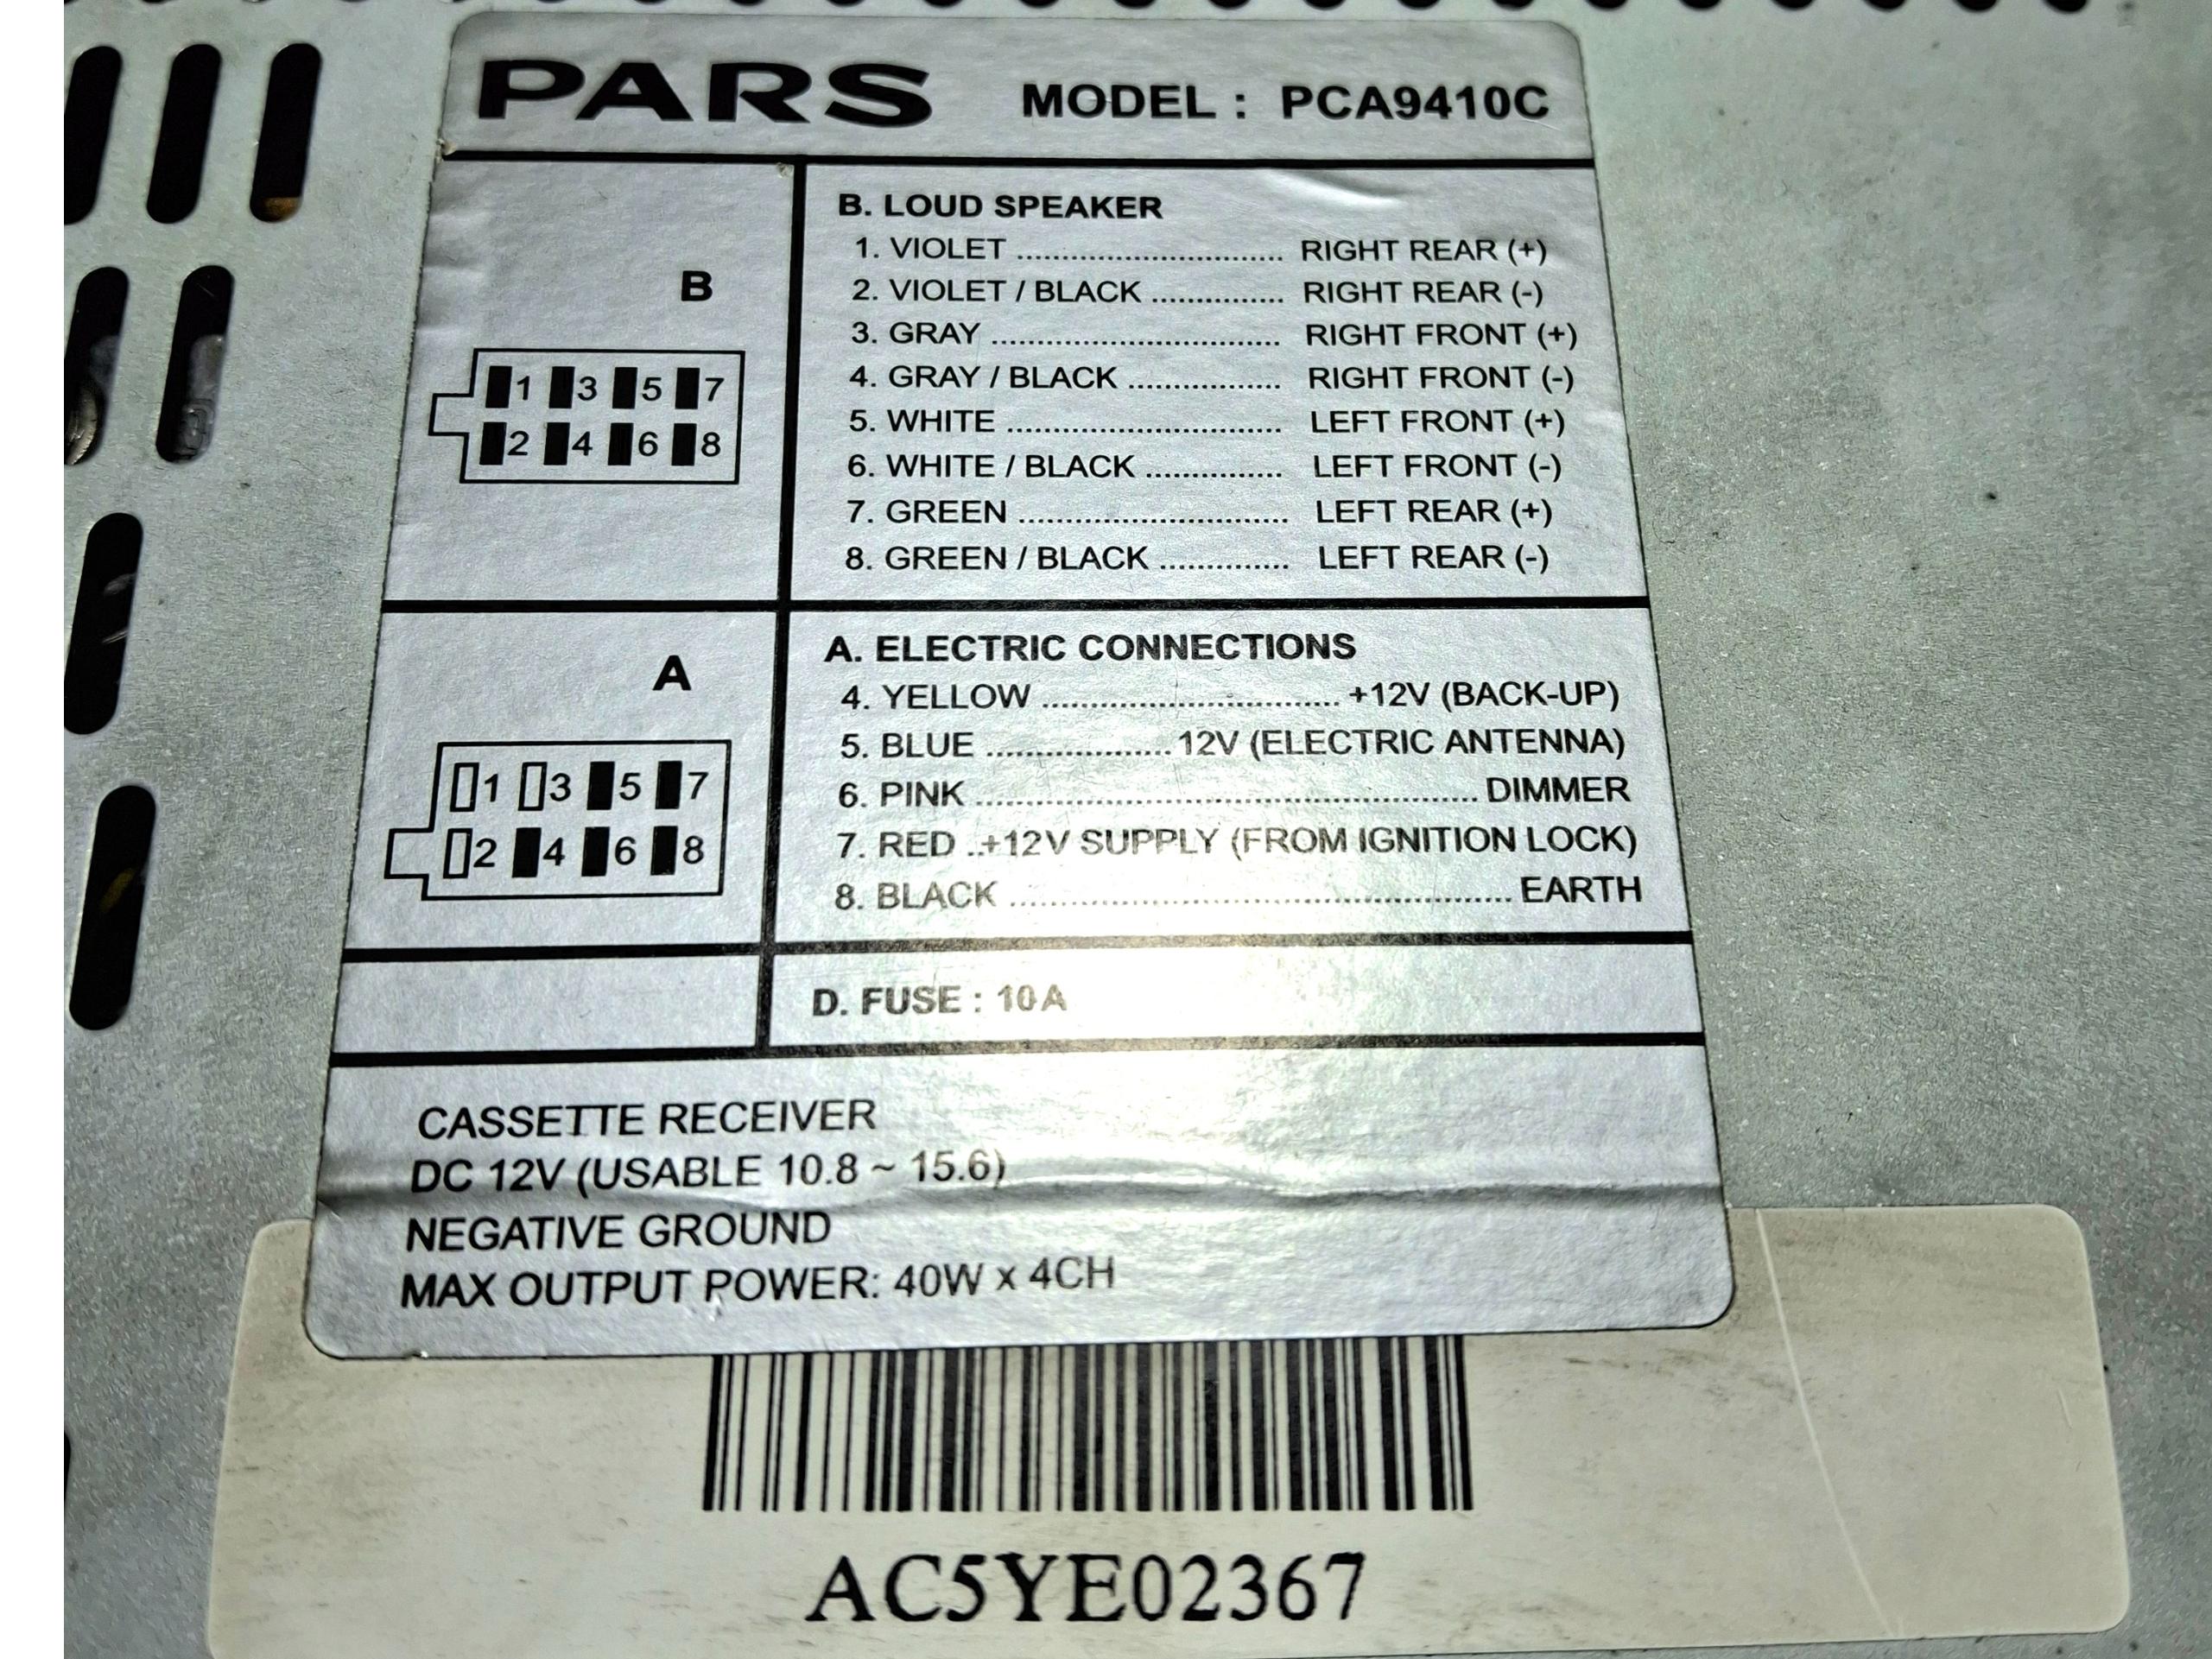 PARS MODEL : PCA9410C
B
1 3 5 7
2 4 6 8
B. LOUD SPEAKER
1. VIOLET ............................. RIGHT REAR (+)
2. VIOLET / BLACK ............... RIGHT REAR (-)
3. GRAY ............................... RIGHT FRONT (+)
4. GRAY / BLACK ................. RIGHT FRONT (-)
5. WHITE .............................. LEFT FRONT (+)
6. WHITE / BLACK ............... LEFT FRONT (-)
7. GREEN ............................. LEFT REAR (+)
8. GREEN / BLACK .............. LEFT REAR (-)
A
1 3 5 7
2 4 6 8
A. ELECTRIC CONNECTIONS
4. YELLOW ................................ +12V (BACK-UP)
5. BLUE .................... 12V (ELECTRIC ANTENNA)
6. PINK ...................................................... DIMMER
7. RED ..+12V SUPPLY (FROM IGNITION LOCK)
8. BLACK ...................................................... EARTH
D. FUSE : 10A
CASSETTE RECEIVER
DC 12V (USABLE 10.8 ~ 15.6)
NEGATIVE GROUND
MAX OUTPUT POWER: 40W x 4CH
AC5YE02367